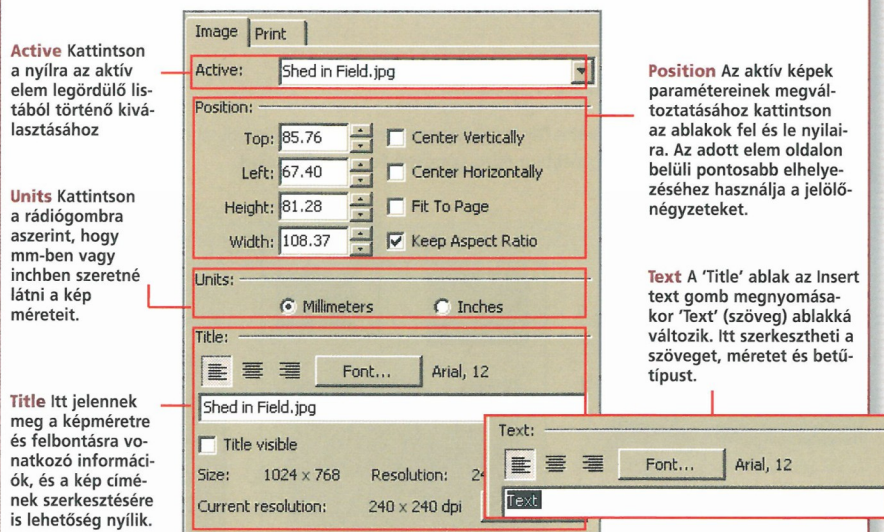 Active Kattintson
a nyílra az aktív
elem legördülő lis-
tából történő kivá-
lasztásához
Units Kattintson
a rádiógombra
aszerint, hogy
mm-ben vagy
inchben szeretné
látni a kép
méreteit.
Title Itt jelennek
meg a képméretre
és felbontásra vo-
natkozó informáci-
ók, és a kép címé-
nek szerkesztésére
is lehetőség nyílik.
Image Print
Active: Shed in Field.jpg
Position:
Top: 85.76 Center Vertically
Left: 67.40 Center Horizontally
Height: 81.28 Fit To Page
Width: 108.37 Keep Aspect Ratio
Units:
Millimeters Inches
Title:
Font... Arial, 12
Shed in Field.jpg
Title visible
Size: 1024 x 768 Resolution:
Current resolution: 240 x 240 dpi
Position Az aktív képek
paramétereinek megvál-
toztatásához kattintson
az ablakok fel és le nyilai-
ra. Az adott elem oldalon
belüli pontosabb elhelye-
zéséhez használja a jelölő-
négyzeteket.
Text A 'Title' ablak az Insert
text gomb megnyomása-
kor 'Text' (szöveg) ablakká
változik. Itt szerkesztheti a
szöveget, méretet és betű-
típust.
Text:
Font... Arial, 12
Text